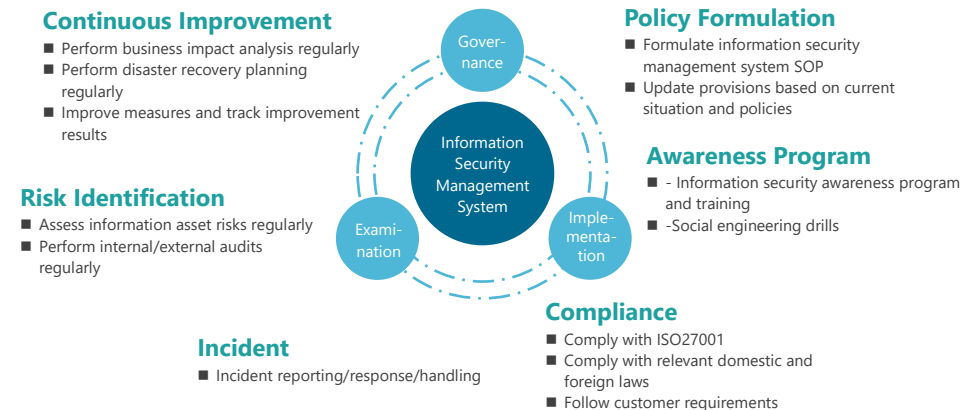 Continuous Improvement
■ Perform business impact analysis regularly
■ Perform disaster recovery planning
regularly
■ Improve measures and track improvement
results
Gover-
nance
Policy Formulation
■ Formulate information security
management system SOP
■ Update provisions based on current
situation and policies
Information
Security
Management
System
Awareness Program
■ - Information security awareness program
and training
■ -Social engineering drills
Risk Identification
■ Assess information asset risks regularly
■ Perform internal/external audits
regularly
Exami-
nation
Imple-
menta-
tion
Compliance
■ Comply with ISO27001
■ Comply with relevant domestic and
foreign laws
■ Follow customer requirements
Incident
■ Incident reporting/response/handling